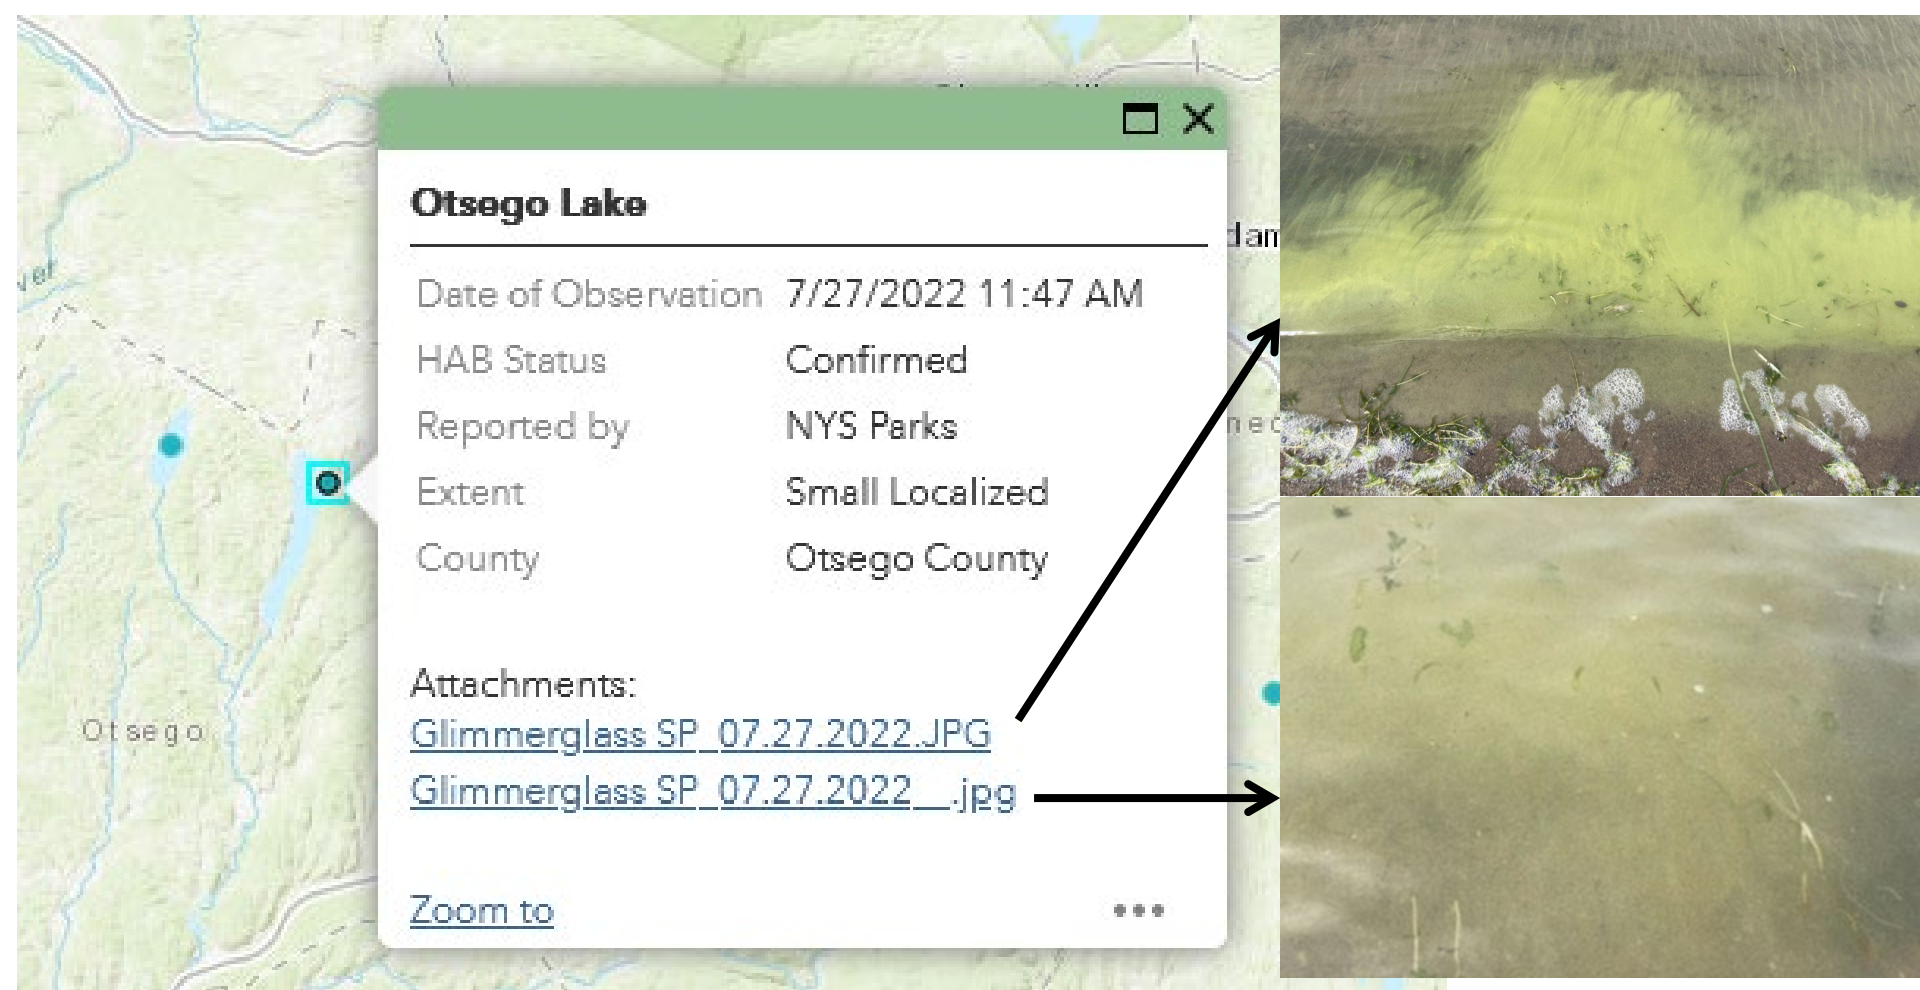 Otsego Lake
Date of Observation 7/27/2022 11:47 AM
HAB Status Confirmed
Reported by NYS Parks
Extent Small Localized
County Otsego County
Attachments:
Glimmerglass SP_07.27.2022.JPG
Glimmerglass SP_07.27.2022__.jpg
Zoom to
Otsego